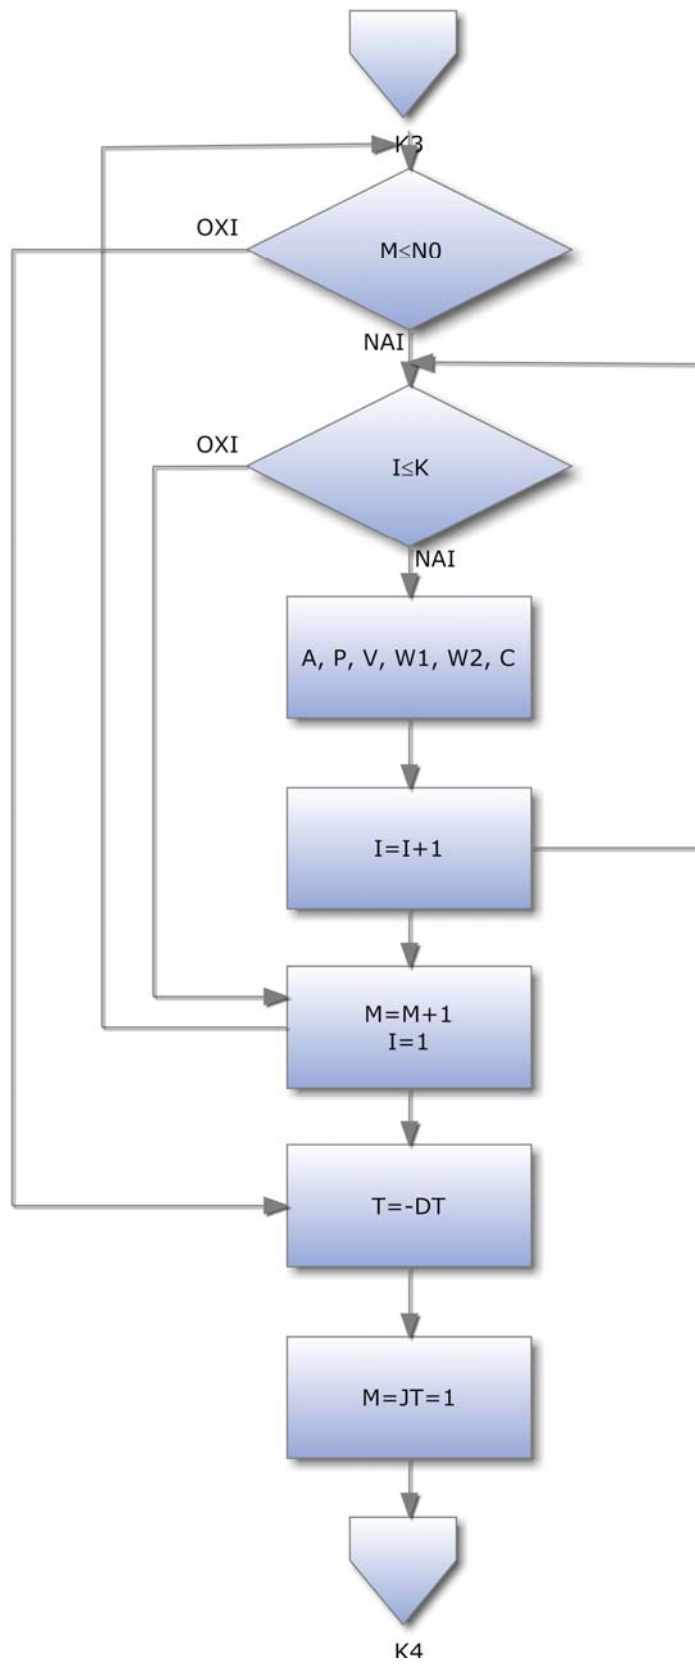 K3
OXI
M≤N0
NAI
OXI
I≤K
NAI
A, P, V, W1, W2, C
I=I+1
M=M+1
I=1
T=-DT
M=JT=1
K4